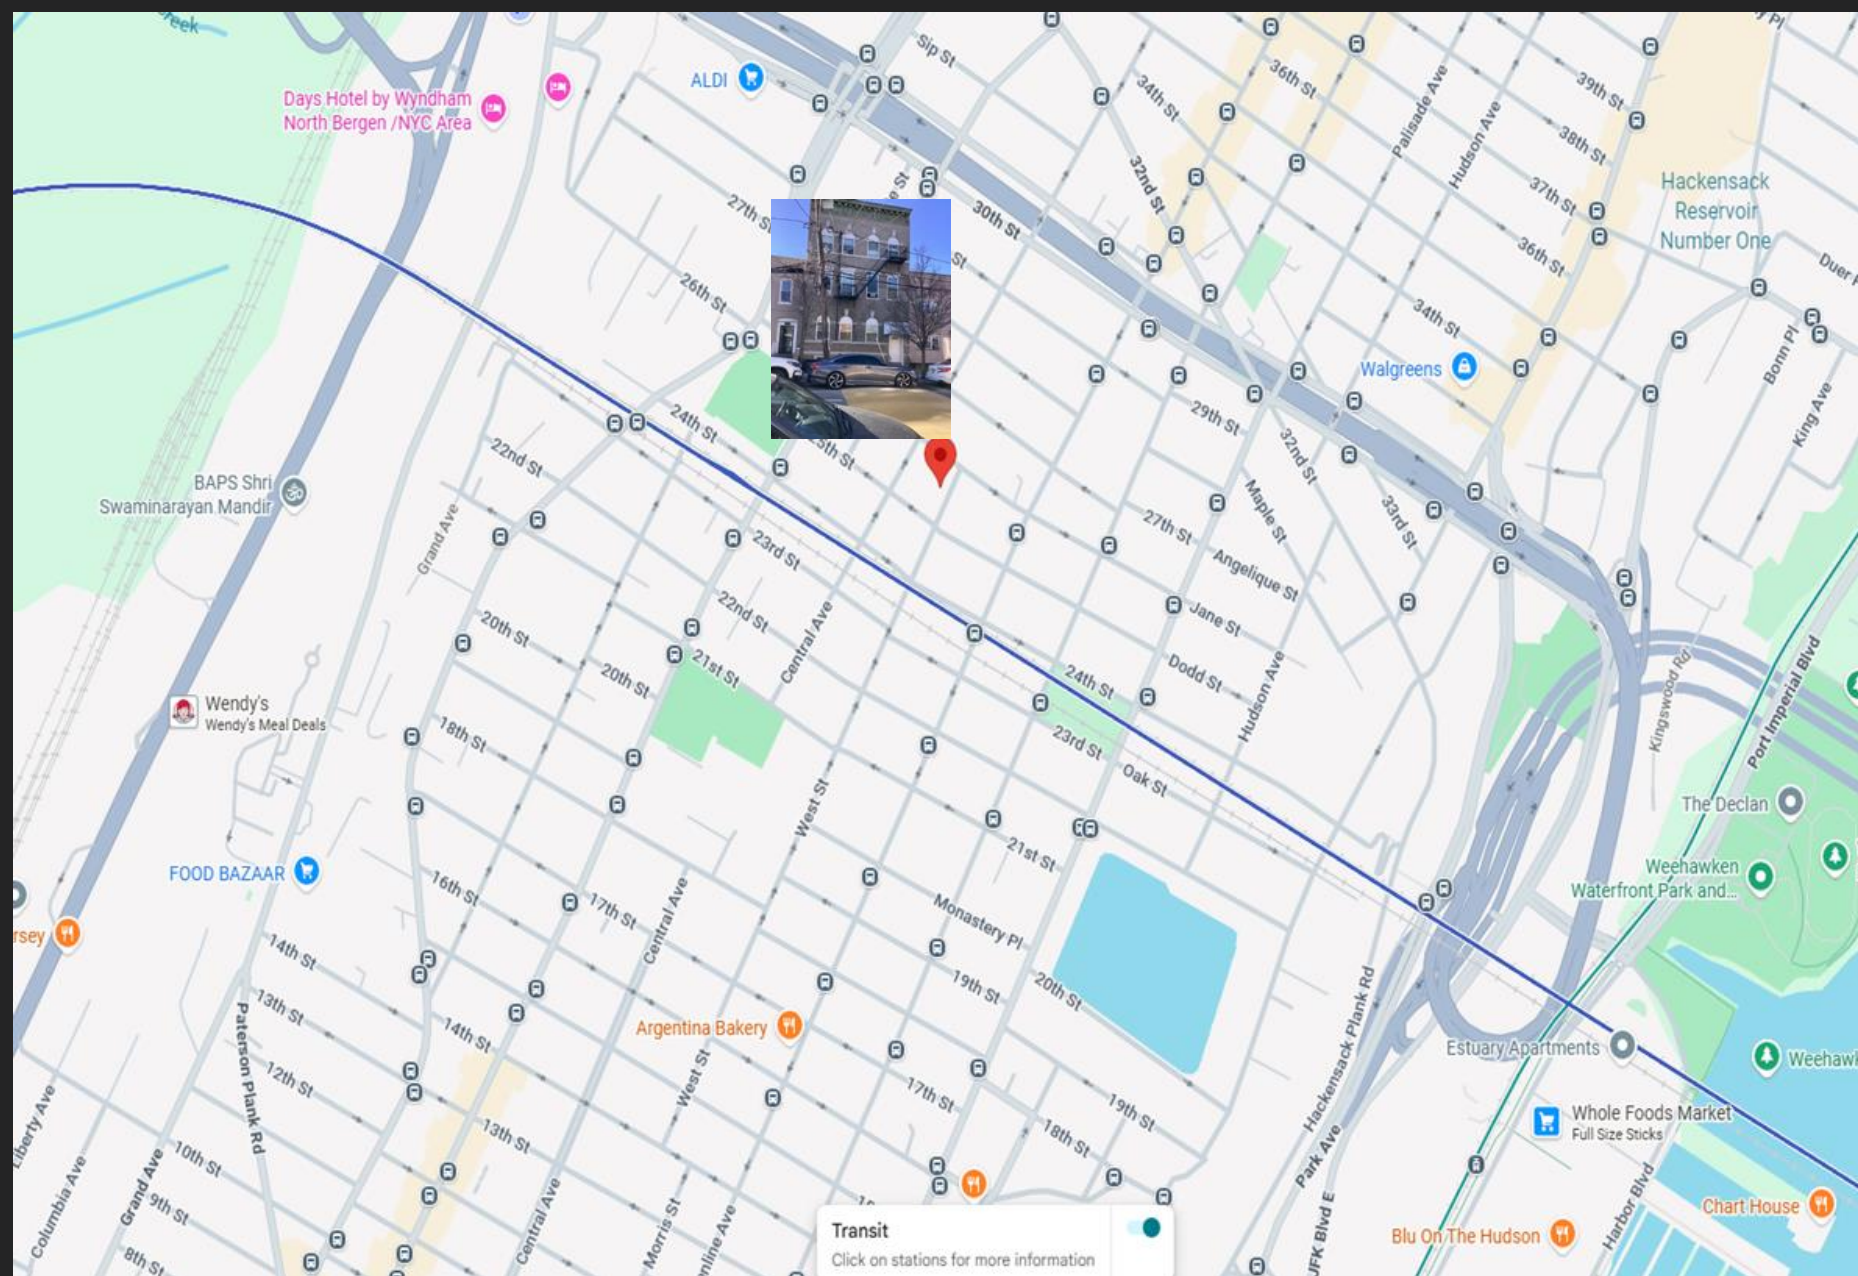 reek
Sip St
ALDI
Days Hotel by Wyndham
North Bergen /NYC Area
34th St
36th St
Palisade Ave
Hudson Ave
39th St
38th St
32nd St
37th St
Hackensack
Reservoir
Number One
27th S
e St
30th St
St
36th St
Duer
26th St
34th St
Walgreens
Bonn Pl
King Ave
24th St
29th St
22nd St
5th St
32nd St
BAPS Shri
Swaminarayan Mandir
Maple St
33rd St
Grand Ave
23rd St
27th St
Angelique St
22nd St
Central Ave
Jane St
20th St
21st St
20th St
24th St
Dodd St
Hudson Ave
Kingswood Rd
Port Imperial Blvd
Wendy's
Wendy's Meal Deals
18th St
23rd St
Oak St
West St
The Declan
21st St
FOOD BAZAAR
Weehawken
Waterfront Park and...
16th St
17th St
Central Ave
Monastery Pl
rsey
14th St
19th St
20th St
13th St
Paterson Plank Rd
14th St
Argentina Bakery
Hackensack Plank Rd
Estuary Apartments
Weehawk
12th St
West St
17th St
19th St
Whole Foods Market
Full Size Sticks
Liberty Ave
13th St
18th St
Park Ave
10th St
Grand Ave
Columbia Ave
9th St
8th St
Central Ave
Morris St
nline Ave
Transit
Click on stations for more information
JFK Blvd E
Blu On The Hudson
Harbor Blvd
Chart House